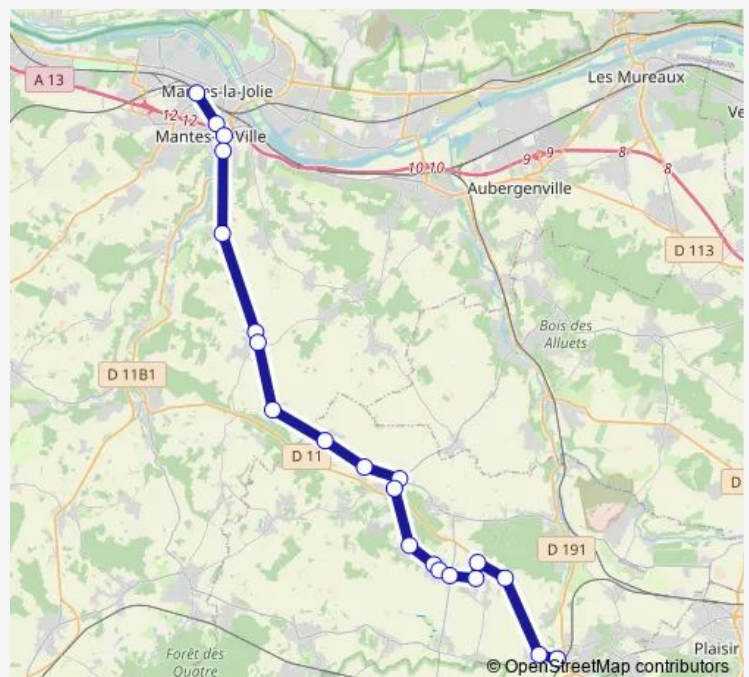 Les Mureaux
A 13
Mantes-la-Jolie
12 12
Mantes-la-Ville
10 10
9 9
8
8
Aubergenville
D 113
Bois des
Alluets
D 11B1
D 11
D
D 191
Forêt des
Quatre
Plaisir
© OpenStreetMap contributors